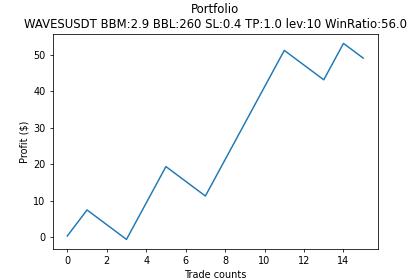 Portfolio
WAVESUSDT BBM:2.9 BBL:260 SL:0.4 TP:1.0 lev:10 WinRatio:56.0
Profit ($)
50
40
30
20
10
0
0 2 4 6 8 10 12 14
Trade counts